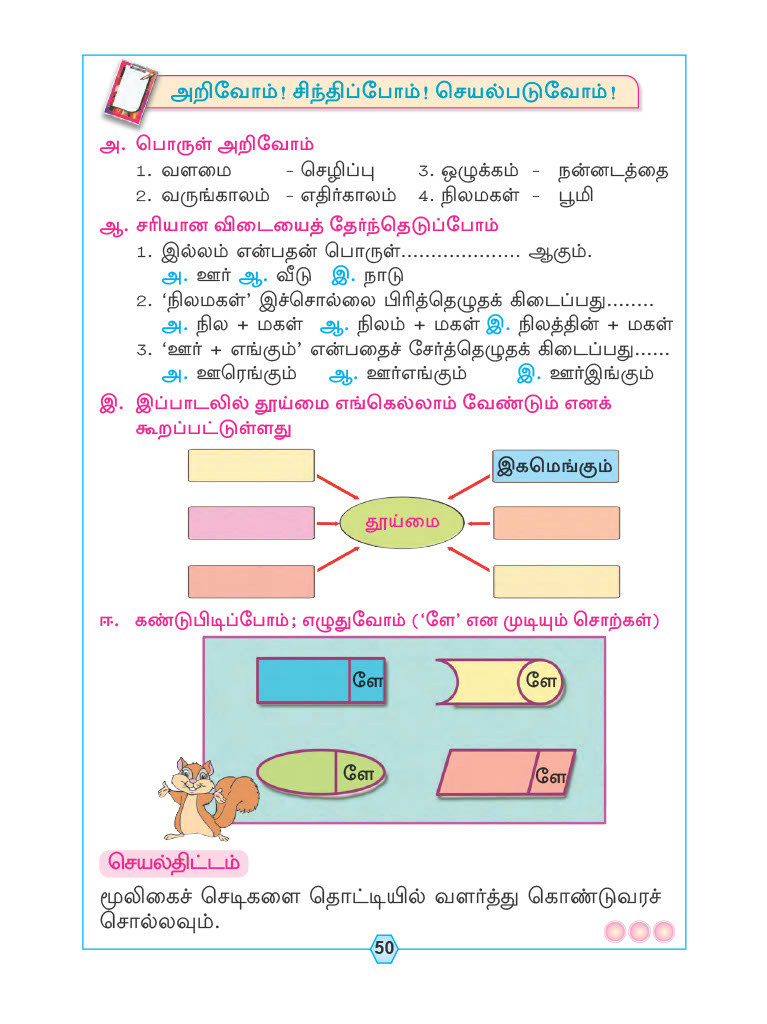 அறிவோம்! சிந்திப்போம்! செயல்படுவோம்!
அ. பொருள் அறிவோம்
1. வளமை - செழிப்பு 3. ஒழுக்கம் - நன்னடத்தை
2. வருங்காலம் - எதிர்காலம் 4. நிலமகள் - பூமி
ஆ. சரியான விடையைத் தேர்ந்தெடுப்போம்
1. இல்லம் என்பதன் பொருள்.................... ஆகும்.
அ. ஊர் ஆ. வீடு இ. நாடு
2. ‘நிலமகள்’ இச்சொல்லை பிரித்தெழுதக் கிடைப்பது........
அ. நில + மகள் ஆ. நிலம் + மகள் இ. நிலத்தின் + மகள்
3. ‘ஊர் + எங்கும்’ என்பதைச் சேர்த்தெழுதக் கிடைப்பது......
அ. ஊரெங்கும் ஆ. ஊர்எங்கும் இ. ஊர்இங்கும்
இ. இப்பாடலில் தூய்மை எங்கெல்லாம் வேண்டும் எனக்
கூறப்பட்டுள்ளது
இகமெங்கும்
தூய்மை
ஈ. கண்டுபிடிப்போம்; எழுதுவோம் (‘ளே’ என முடியும் சொற்கள்)
ளே ளே
ளே ளே
செயல்திட்டம்
மூலிகைச் செடிகளை தொட்டியில் வளர்த்து கொண்டுவரச்
சொல்லவும்.
50